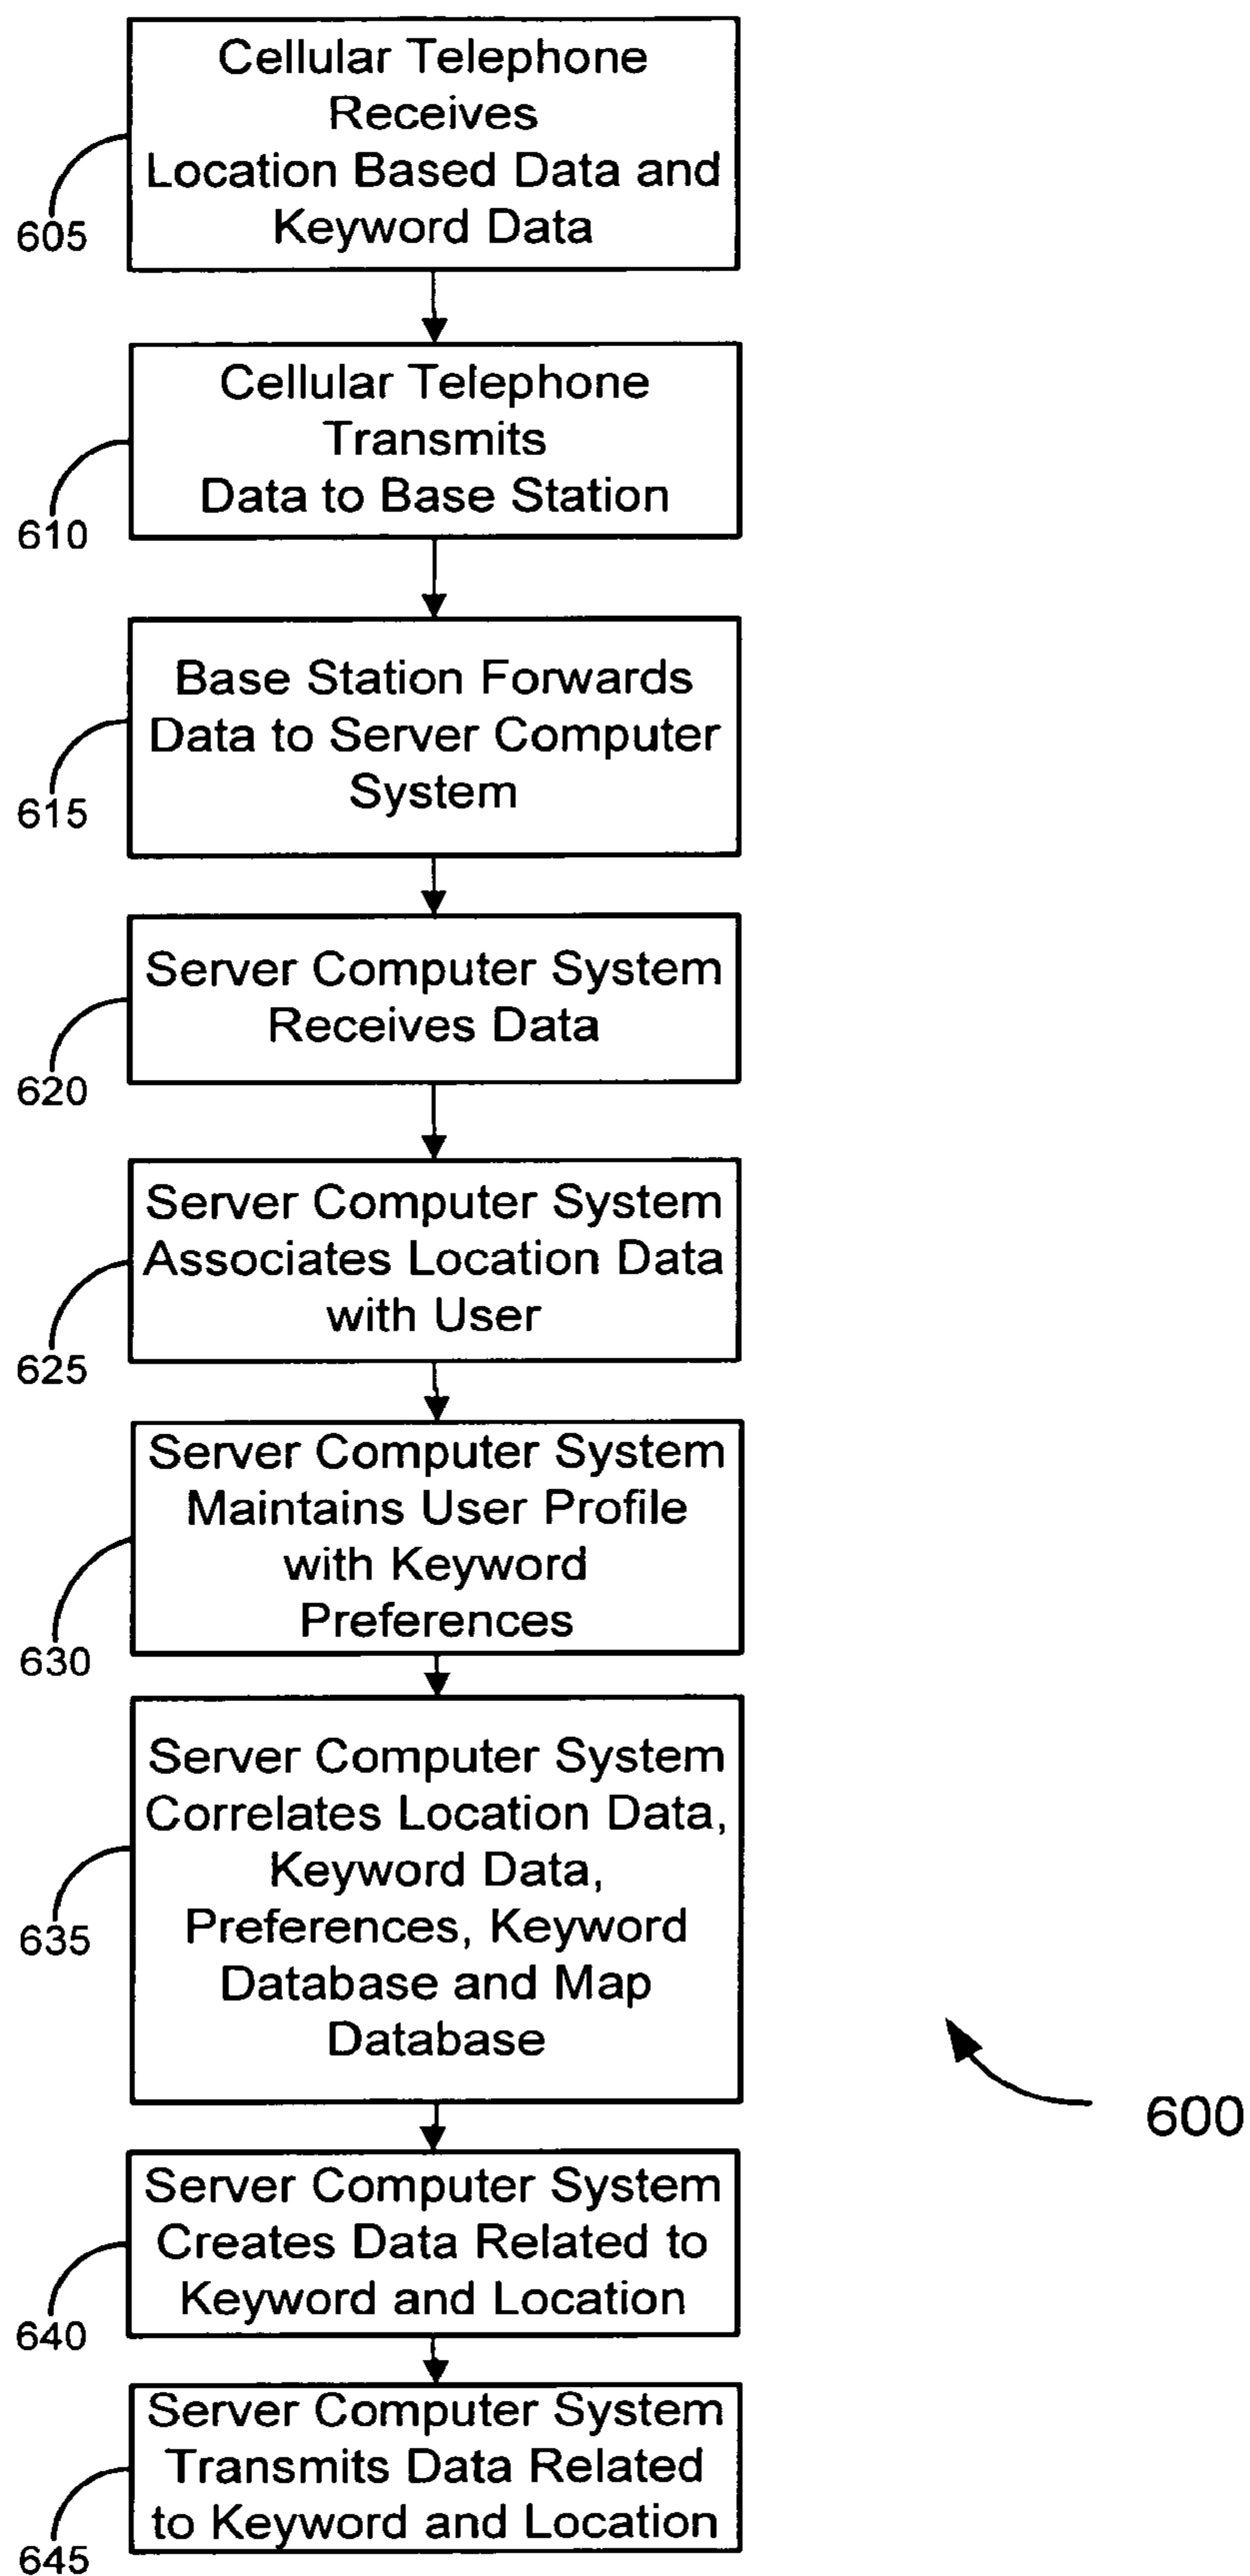 Cellular Telephone
Receives
Location Based Data and
Keyword Data
605
Cellular Telephone
Transmits
Data to Base Station
610
Base Station Forwards
Data to Server Computer
System
615
Server Computer System
Receives Data
620
Server Computer System
Associates Location Data
with User
625
Server Computer System
Maintains User Profile
with Keyword
Preferences
630
Server Computer System
Correlates Location Data,
Keyword Data,
Preferences, Keyword
Database and Map
Database
635
600
Server Computer System
Creates Data Related to
Keyword and Location
640
Server Computer System
Transmits Data Related
to Keyword and Location
645